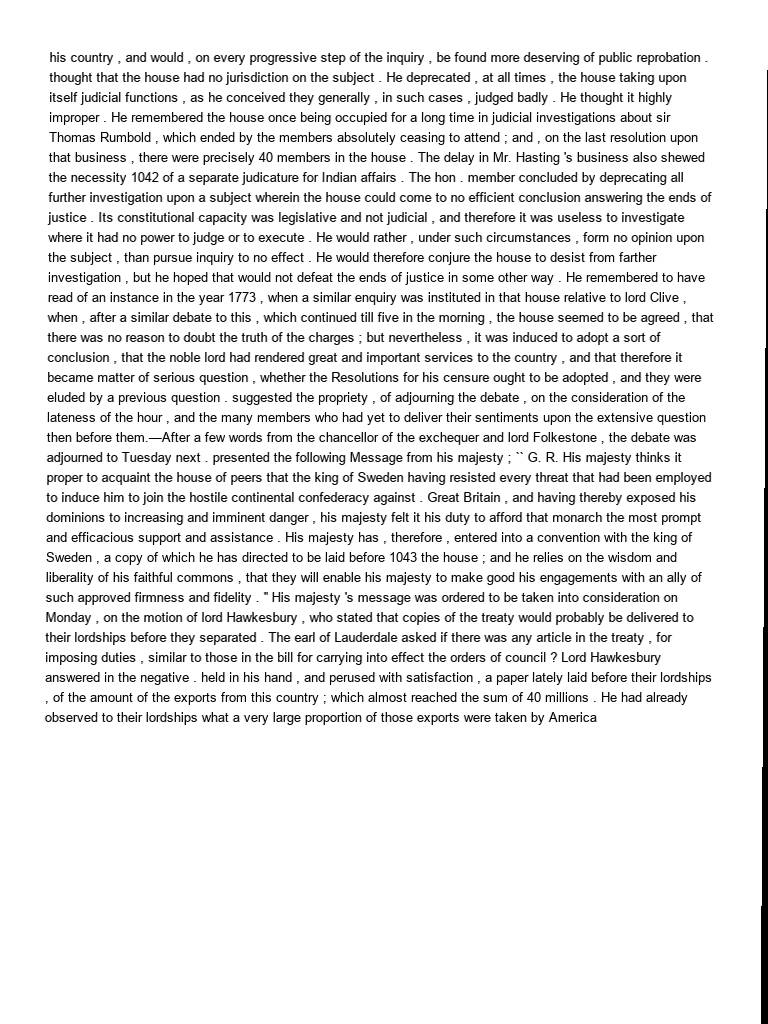 his country , and would , on every progressive step of the inquiry , be found more deserving of public reprobation .
thought that the house had no jurisdiction on the subject . He deprecated , at all times , the house taking upon
itself judicial functions , as he conceived they generally , in such cases , judged badly . He thought it highly
improper . He remembered the house once being occupied for a long time in judicial investigations about sir
Thomas Rumbold , which ended by the members absolutely ceasing to attend ; and , on the last resolution upon
that business , there were precisely 40 members in the house . The delay in Mr. Hasting 's business also shewed
the necessity 1042 of a separate judicature for Indian affairs . The hon . member concluded by deprecating all
further investigation upon a subject wherein the house could come to no efficient conclusion answering the ends of
justice . Its constitutional capacity was legislative and not judicial , and therefore it was useless to investigate
where it had no power to judge or to execute . He would rather , under such circumstances , form no opinion upon
the subject , than pursue inquiry to no effect . He would therefore conjure the house to desist from farther
investigation , but he hoped that would not defeat the ends of justice in some other way . He remembered to have
read of an instance in the year 1773 , when a similar enquiry was instituted in that house relative to lord Clive ,
when , after a similar debate to this , which continued till five in the morning , the house seemed to be agreed , that
there was no reason to doubt the truth of the charges ; but nevertheless , it was induced to adopt a sort of
conclusion , that the noble lord had rendered great and important services to the country , and that therefore it
became matter of serious question , whether the Resolutions for his censure ought to be adopted , and they were
eluded by a previous question . suggested the propriety , of adjourning the debate , on the consideration of the
lateness of the hour , and the many members who had yet to deliver their sentiments upon the extensive question
then before them.—After a few words from the chancellor of the exchequer and lord Folkestone , the debate was
adjourned to Tuesday next . presented the following Message from his majesty ; `` G. R. His majesty thinks it
proper to acquaint the house of peers that the king of Sweden having resisted every threat that had been employed
to induce him to join the hostile continental confederacy against . Great Britain , and having thereby exposed his
dominions to increasing and imminent danger , his majesty felt it his duty to afford that monarch the most prompt
and efficacious support and assistance . His majesty has , therefore , entered into a convention with the king of
Sweden , a copy of which he has directed to be laid before 1043 the house ; and he relies on the wisdom and
liberality of his faithful commons , that they will enable his majesty to make good his engagements with an ally of
such approved firmness and fidelity . " His majesty 's message was ordered to be taken into consideration on
Monday , on the motion of lord Hawkesbury , who stated that copies of the treaty would probably be delivered to
their lordships before they separated . The earl of Lauderdale asked if there was any article in the treaty , for
imposing duties , similar to those in the bill for carrying into effect the orders of council ? Lord Hawkesbury
answered in the negative . held in his hand , and perused with satisfaction , a paper lately laid before their lordships
, of the amount of the exports from this country ; which almost reached the sum of 40 millions . He had already
observed to their lordships what a very large proportion of those exports were taken by America